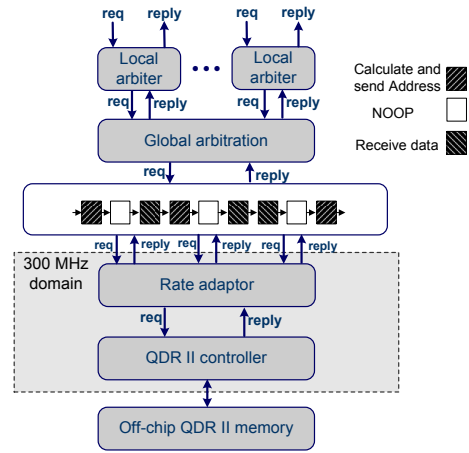 req
reply
req
reply
Local
arbiter
Local
arbiter
Calculate and
send Address
NOOP
Receive data
req
reply
req
reply
Global arbitration
req
reply
req
reply
req
reply
req
reply
300 MHz
domain
Rate adaptor
req
reply
QDR II controller
Off-chip QDR II memory